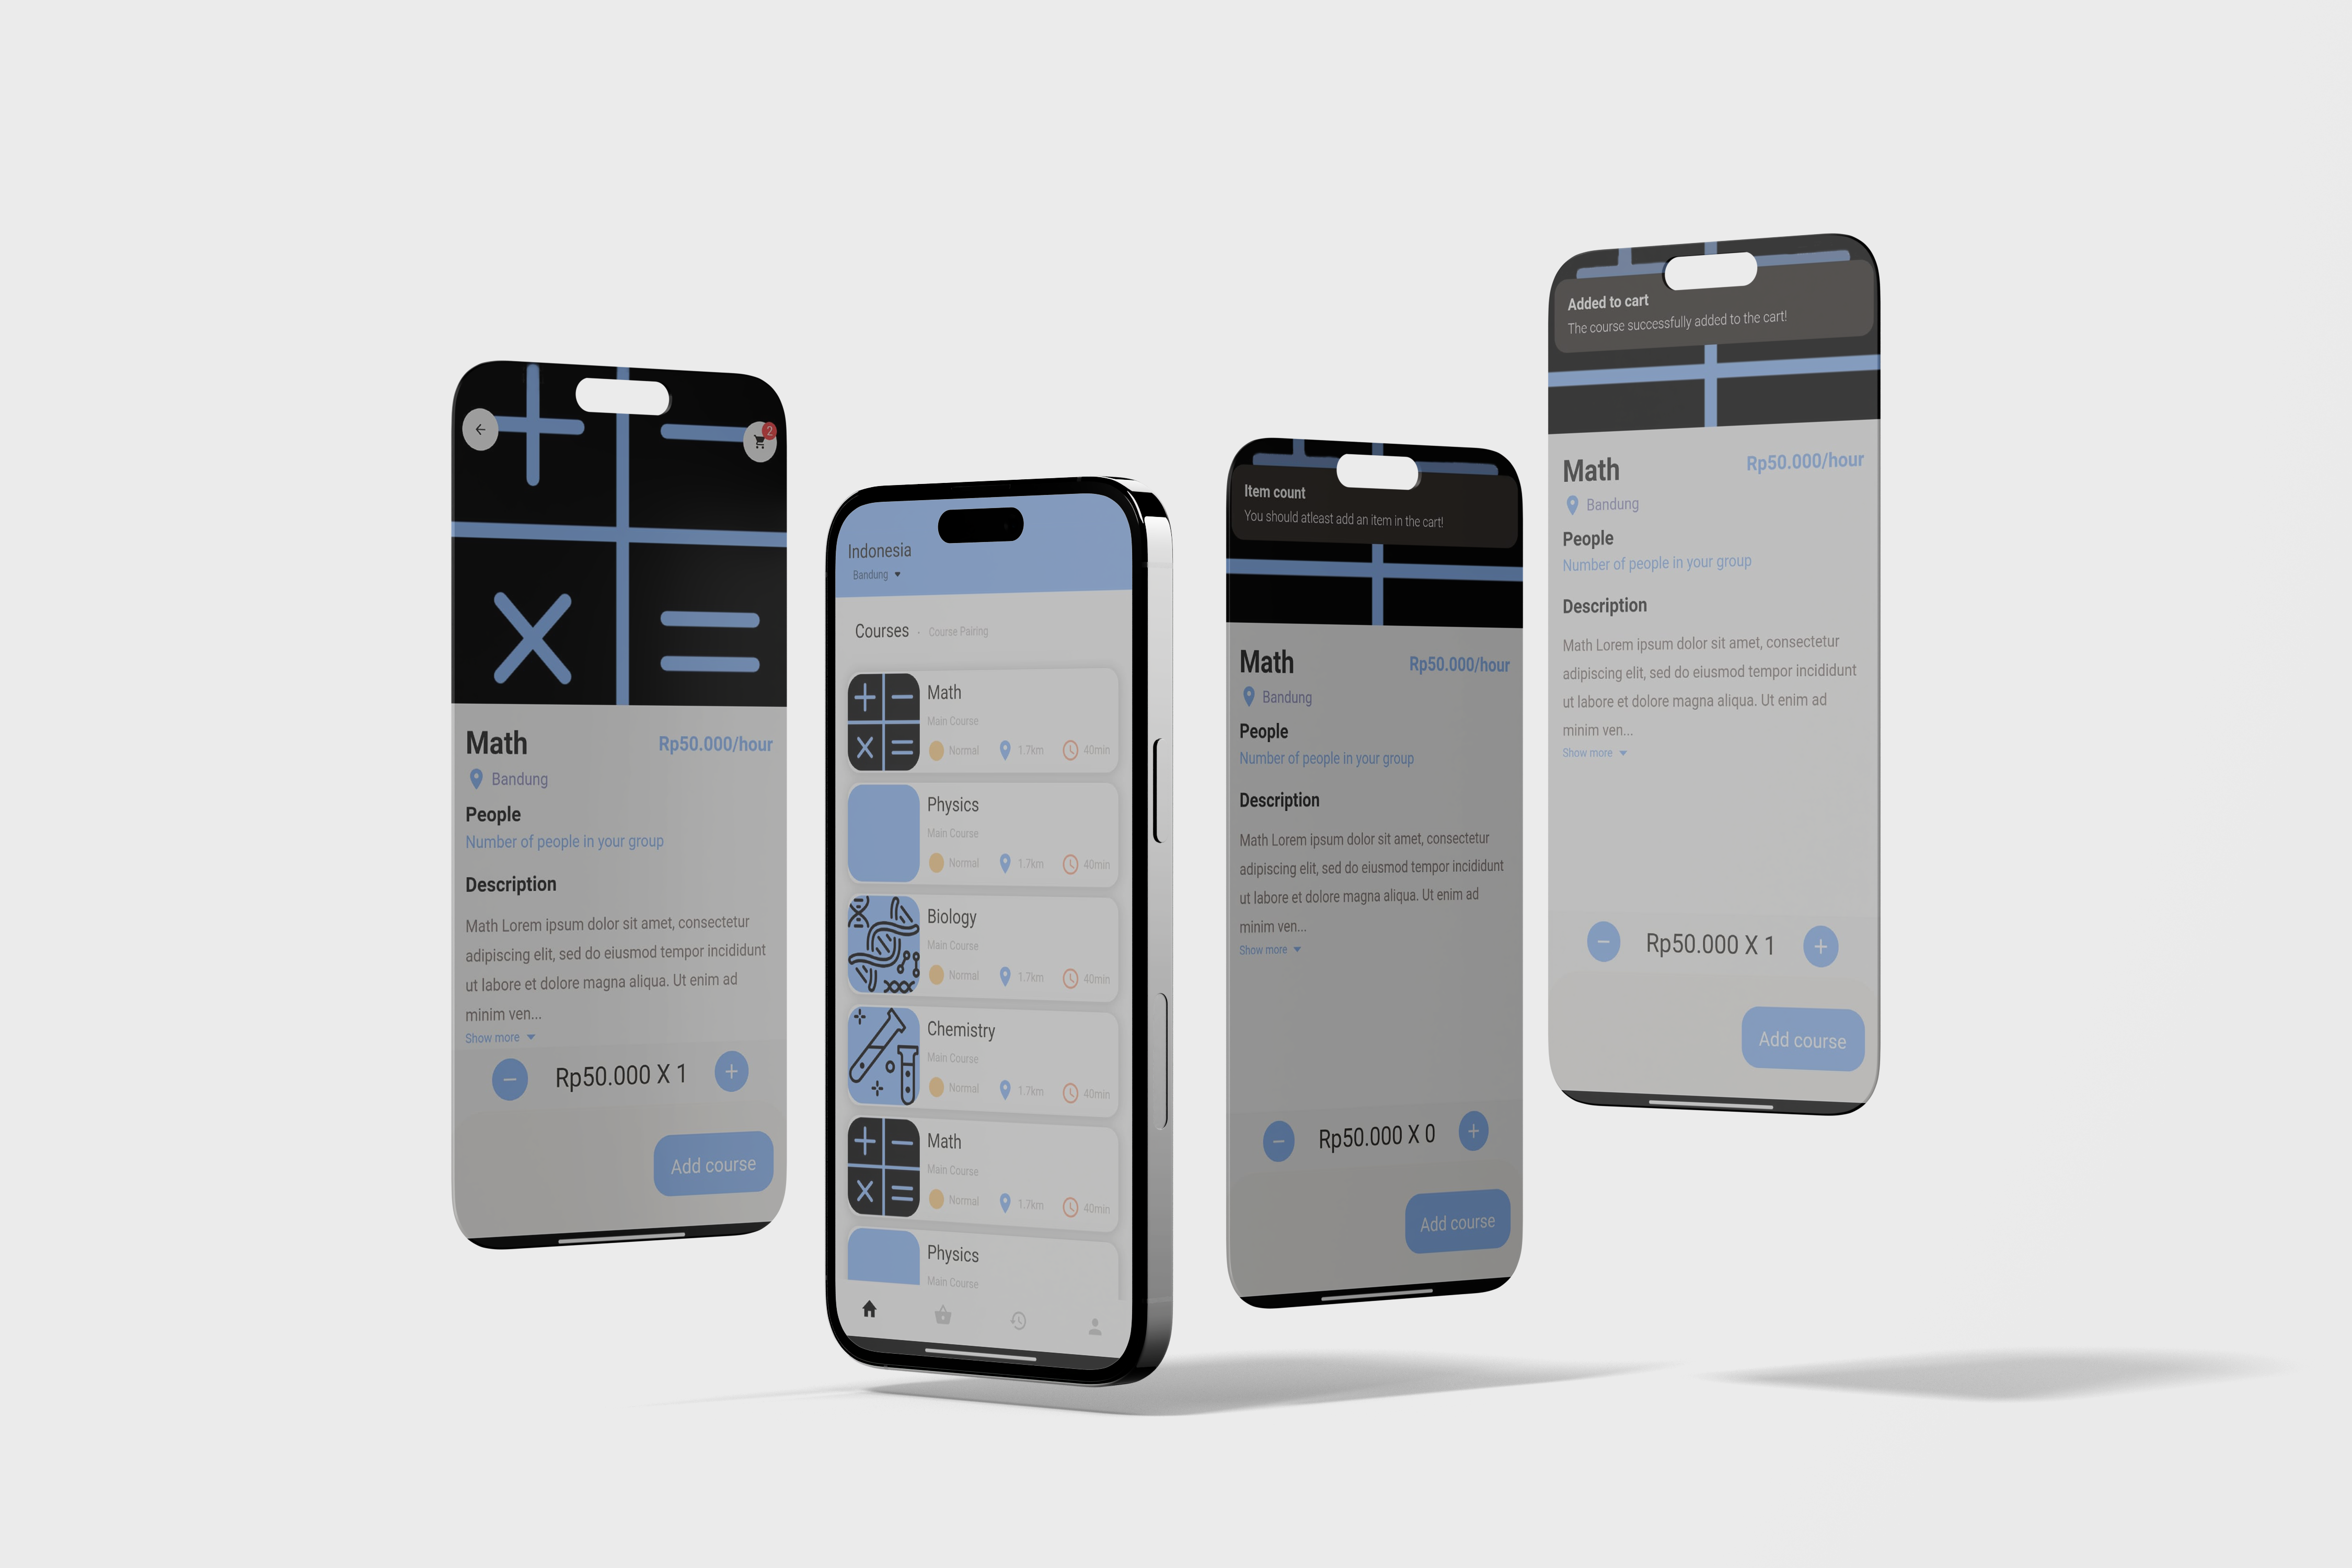 2
Math
Rp50.000/hour
Bandung
People
Number of people in your group
Description
Math Lorem ipsum dolor sit amet, consectetur
adipiscing elit, sed do eiusmod tempor incididunt
ut labore et dolore magna aliqua. Ut enim ad
minim ven...
Show more
Rp50.000 X 1
Add course
Indonesia
Bandung
Courses - Course Pairing
Math
Main Course
Normal 1.7km 40min
Physics
Main Course
Normal 1.7km 40min
Biology
Main Course
Normal 1.7km 40min
Chemistry
Main Course
Normal 1.7km 40min
Math
Main Course
Normal 1.7km 40min
Physics
Main Course
Item count
You should atleast add an item in the cart!
Math
Rp50.000/hour
Bandung
People
Number of people in your group
Description
Math Lorem ipsum dolor sit amet, consectetur
adipiscing elit, sed do eiusmod tempor incididunt
ut labore et dolore magna aliqua. Ut enim ad
minim ven...
Show more
Rp50.000 X 0
Add course
Added to cart
The course successfully added to the cart!
Math
Rp50.000/hour
Bandung
People
Number of people in your group
Description
Math Lorem ipsum dolor sit amet, consectetur
adipiscing elit, sed do eiusmod tempor incididunt
ut labore et dolore magna aliqua. Ut enim ad
minim ven...
Show more
Rp50.000 X 1
Add course